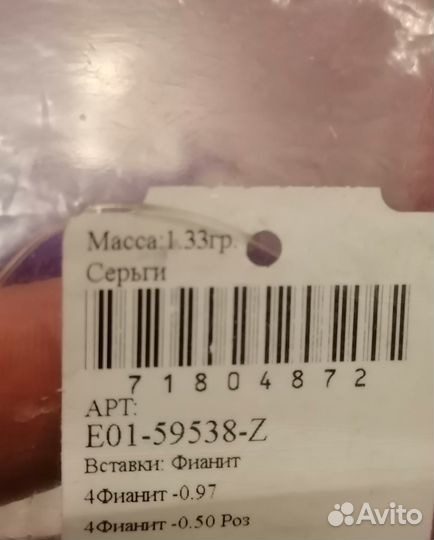 Масса:1.33гр.
Серьги
71804872
АРТ:
E01-59538-Z
Вставки: Фианит
4Фианит -0.97
4Фианит -0.50 Роз
Avito